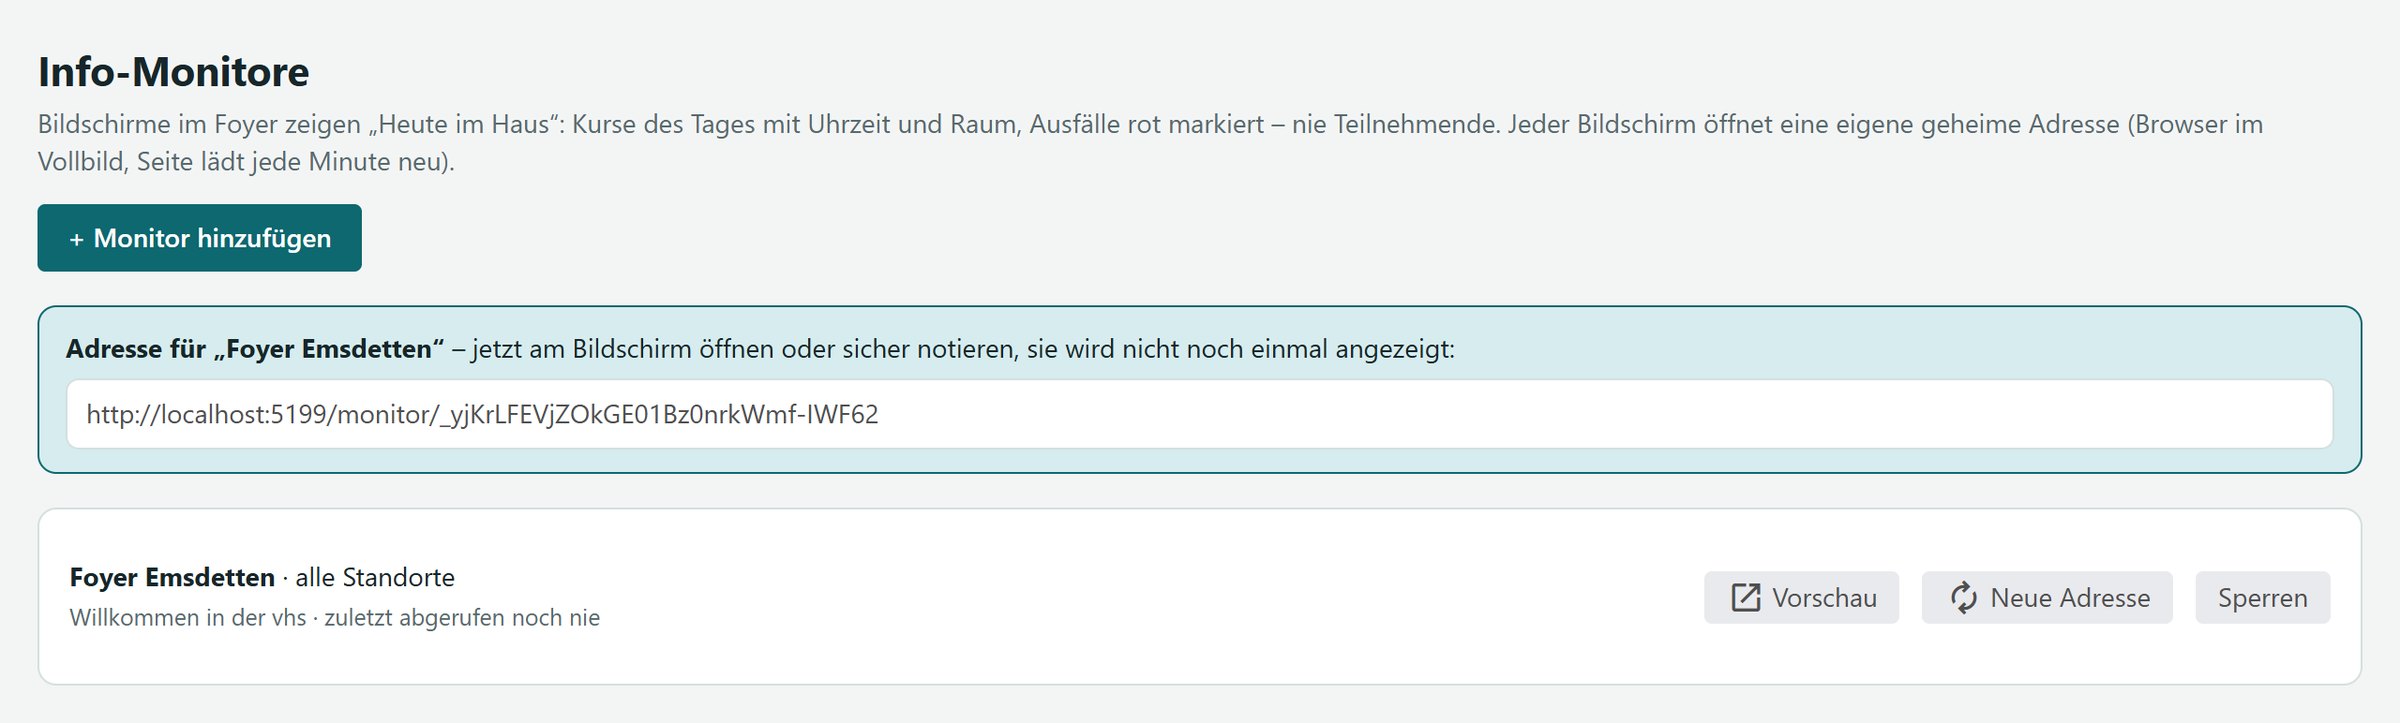 Info-Monitore
Bildschirme im Foyer zeigen „Heute im Haus“: Kurse des Tages mit Uhrzeit und Raum, Ausfälle rot markiert – nie Teilnehmende. Jeder Bildschirm öffnet eine eigene geheime Adresse (Browser im
Vollbild, Seite lädt jede Minute neu).
+ Monitor hinzufügen
Adresse für „Foyer Emsdetten“ – jetzt am Bildschirm öffnen oder sicher notieren, sie wird nicht noch einmal angezeigt:
http://localhost:5199/monitor/_yjKrLFEVjZOkGE01Bz0nrkWmf-IWF62
Foyer Emsdetten · alle Standorte
Willkommen in der vhs · zuletzt abgerufen noch nie
Vorschau
Neue Adresse
Sperren